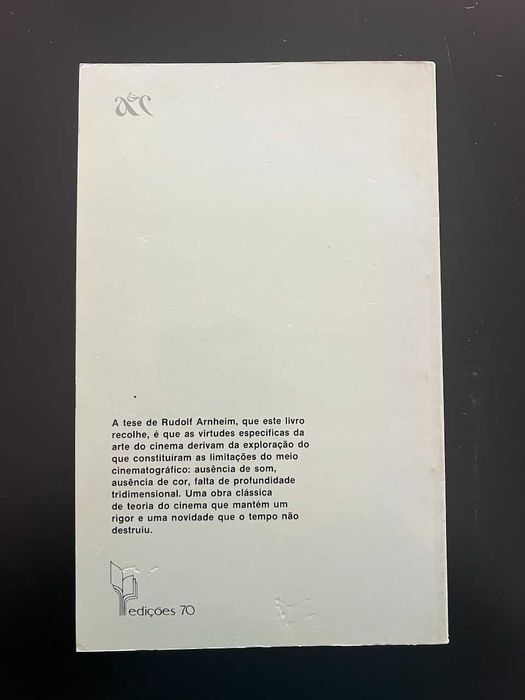 a&c
A tese de Rudolf Arnheim, que este livro
recolhe, é que as virtudes específicas da
arte do cinema derivam da exploração do
que constituíram as limitações do meio
cinematográfico: ausência de som,
ausência de cor, falta de profundidade
tridimensional. Uma obra clássica
de teoria do cinema que mantém um
rigor e uma novidade que o tempo não
destruiu.
edições 70